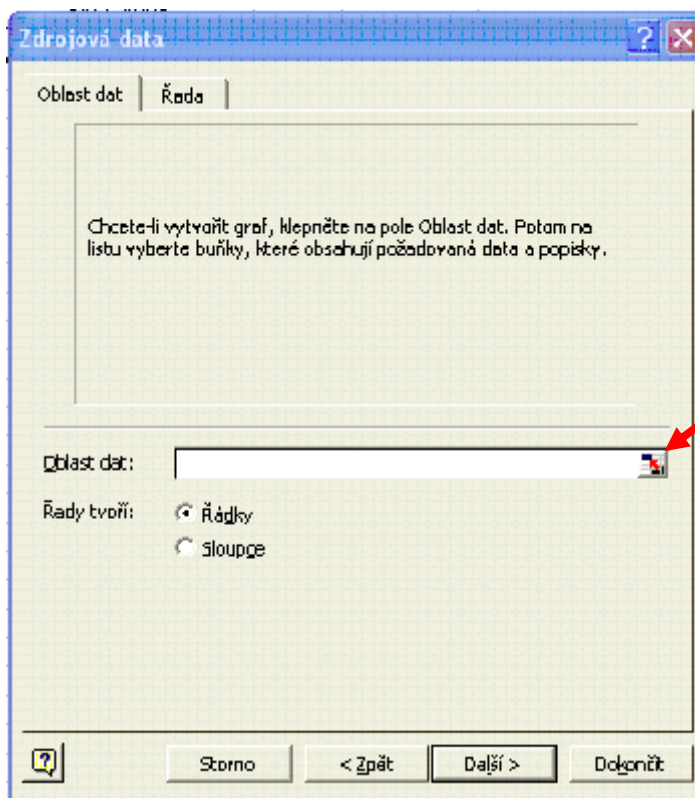 Zdrojová data
Oblast dat
Řada
Chcete-li vytvořit graf, klepněte na pole Oblast dat. Potom na
listu vyberte buňky, které obsahují požadovaná data a popisky.
Oblast dat:
Řady tvoří:
Řádky
Sloupce
Storno
< Zpět
Další >
Dokončit